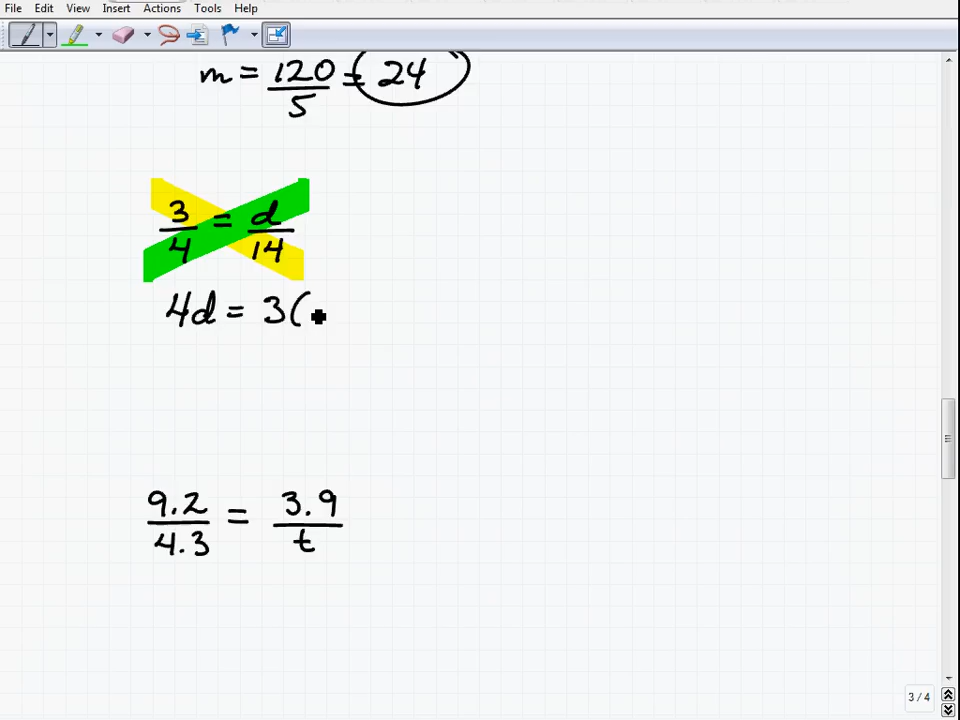 File Edit View Insert Actions Tools Help
m = 120/5 = 24
3/4 = d/14
4d = 3(
9.2/4.3 = 3.9/t
3/4